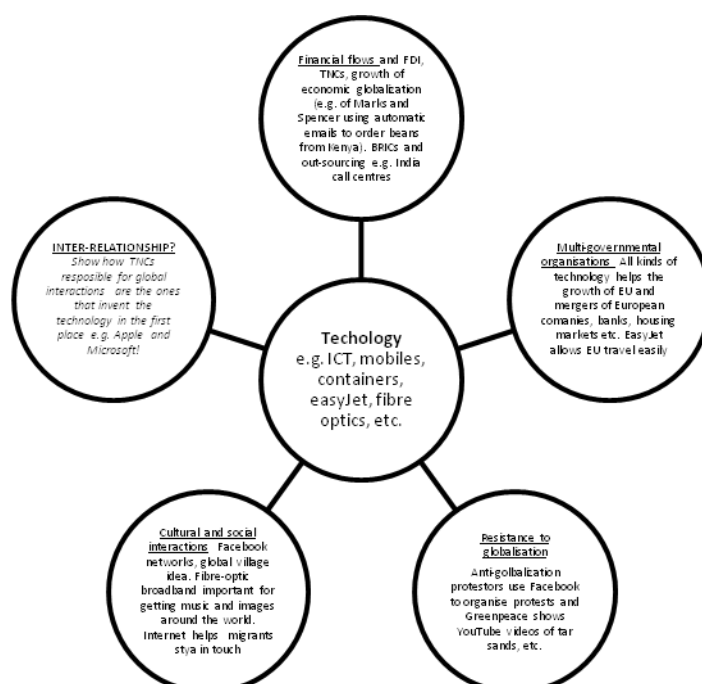 Financial flows and FDI,
TNCs, growth of
economic globalization
(e.g. of Marks and
Spencer using automatic
emails to order beans
from Kenya). BRICs and
out-sourcing e.g. India
call centres
INTER-RELATIONSHIP?
Show how TNCs
resposible for global
interactions are the ones
that invent the
technology in the first
place e.g. Apple and
Microsoft!
Multi-governmental
organisations All kinds of
technology helps the
growth of EU and
mergers of European
comanies, banks, housing
markets etc. EasyJet
allows EU travel easily
Techology
e.g. ICT, mobiles,
containers,
easyJet, fibre
optics, etc.
Cultural and social
interactions Facebook
networks, global village
idea. Fibre-optic
broadband important for
getting music and images
around the world.
Internet helps migrants
stya in touch
Resistance to
globalisation
Anti-golbalization
protestors use Facebook
to organise protests and
Greenpeace shows
YouTube videos of tar
sands, etc.